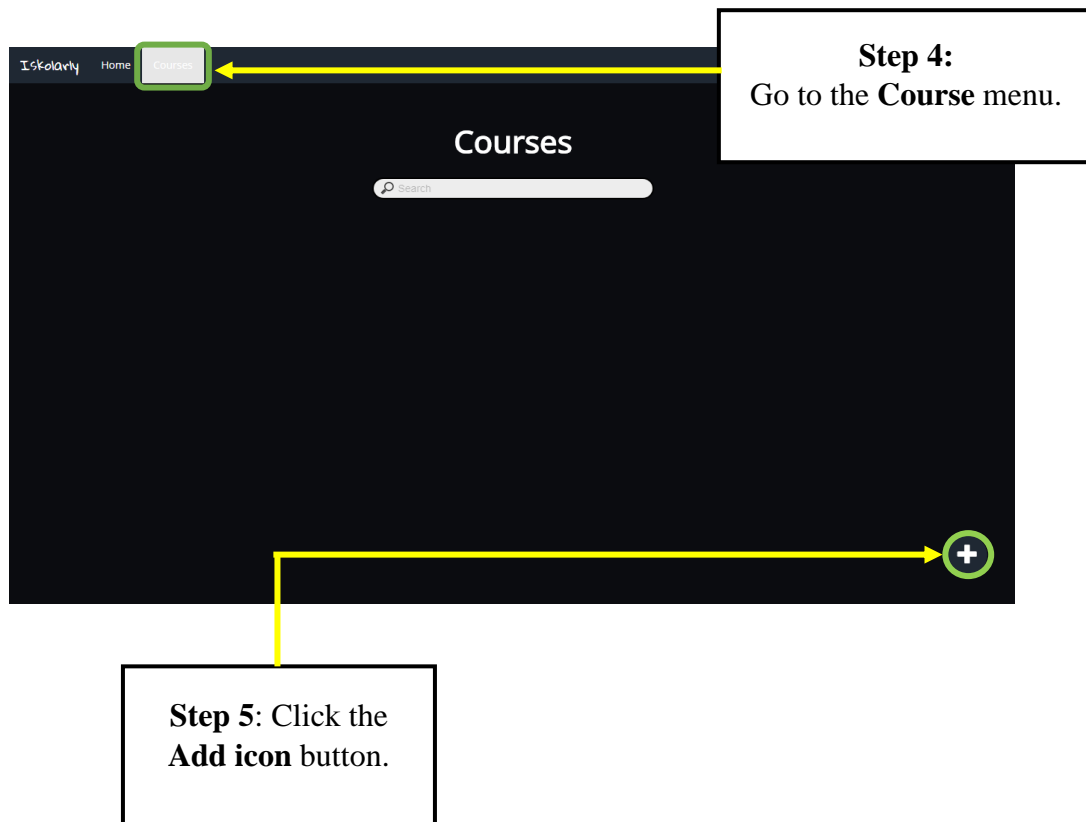 Iskolarly Home Courses
Step 4:
Go to the Course menu.
Courses
Search
Step 5: Click the
Add icon button.